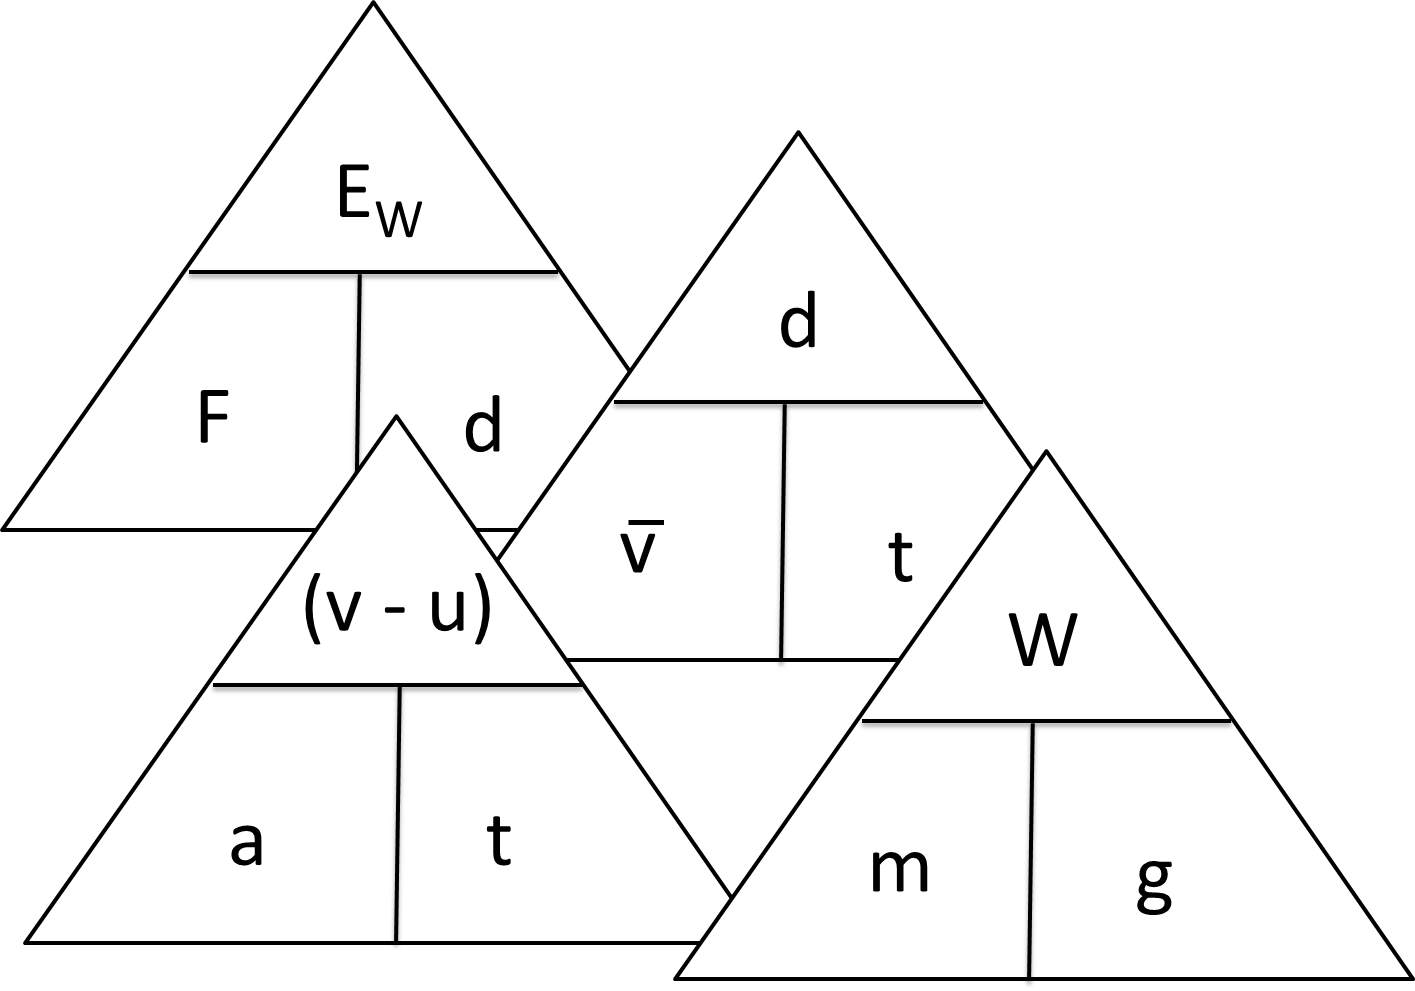 E_W
F d
d
v̄ t
(v - u)
a t
W
m g